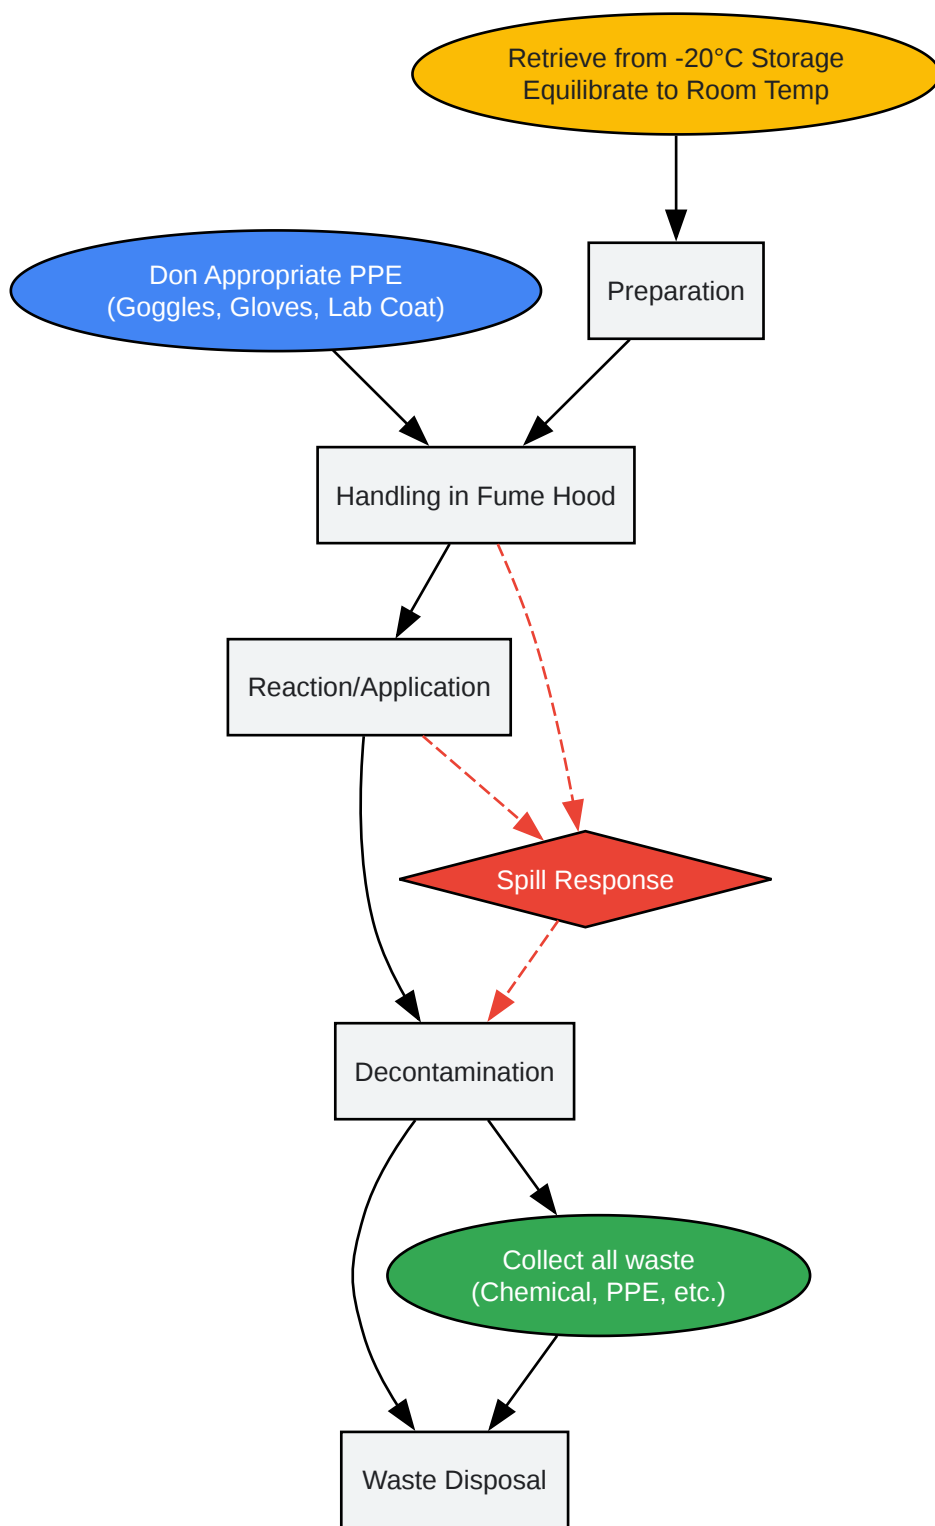 Retrieve from -20°C Storage
Equilibrate to Room Temp
Don Appropriate PPE
(Goggles, Gloves, Lab Coat)
Preparation
Handling in Fume Hood
Reaction/Application
Spill Response
Decontamination
Collect all waste
(Chemical, PPE, etc.)
Waste Disposal